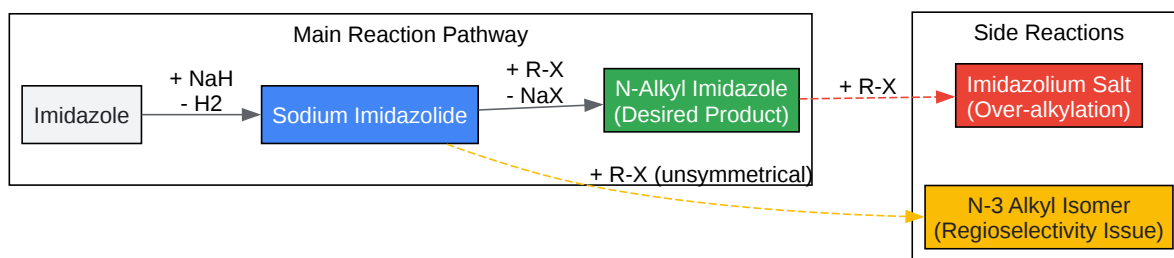 Main Reaction Pathway
Side Reactions
Imidazole
+ NaH
- H2
Sodium Imidazolide
+ R-X
- NaX
N-Alkyl Imidazole
(Desired Product)
+ R-X
Imidazolium Salt
(Over-alkylation)
+ R-X (unsymmetrical)
N-3 Alkyl Isomer
(Regioselectivity Issue)